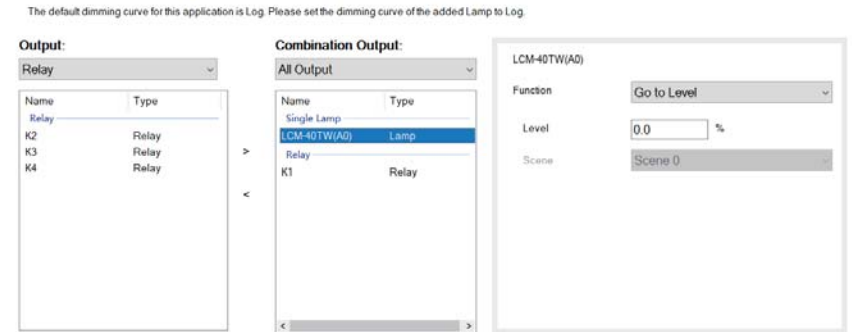 The default dimming curve for this application is Log. Please set the dimming curve of the added Lamp to Log.
Output:
Relay
Name Type
Relay
K2 Relay
K3 Relay
K4 Relay
>
<
Combination Output:
All Output
Name Type
Single Lamp
LCM-40TW(A0) Lamp
Relay
K1 Relay
< >
LCM-40TW(A0)
Function Go to Level
Level 0.0 %
Scene Scene 0